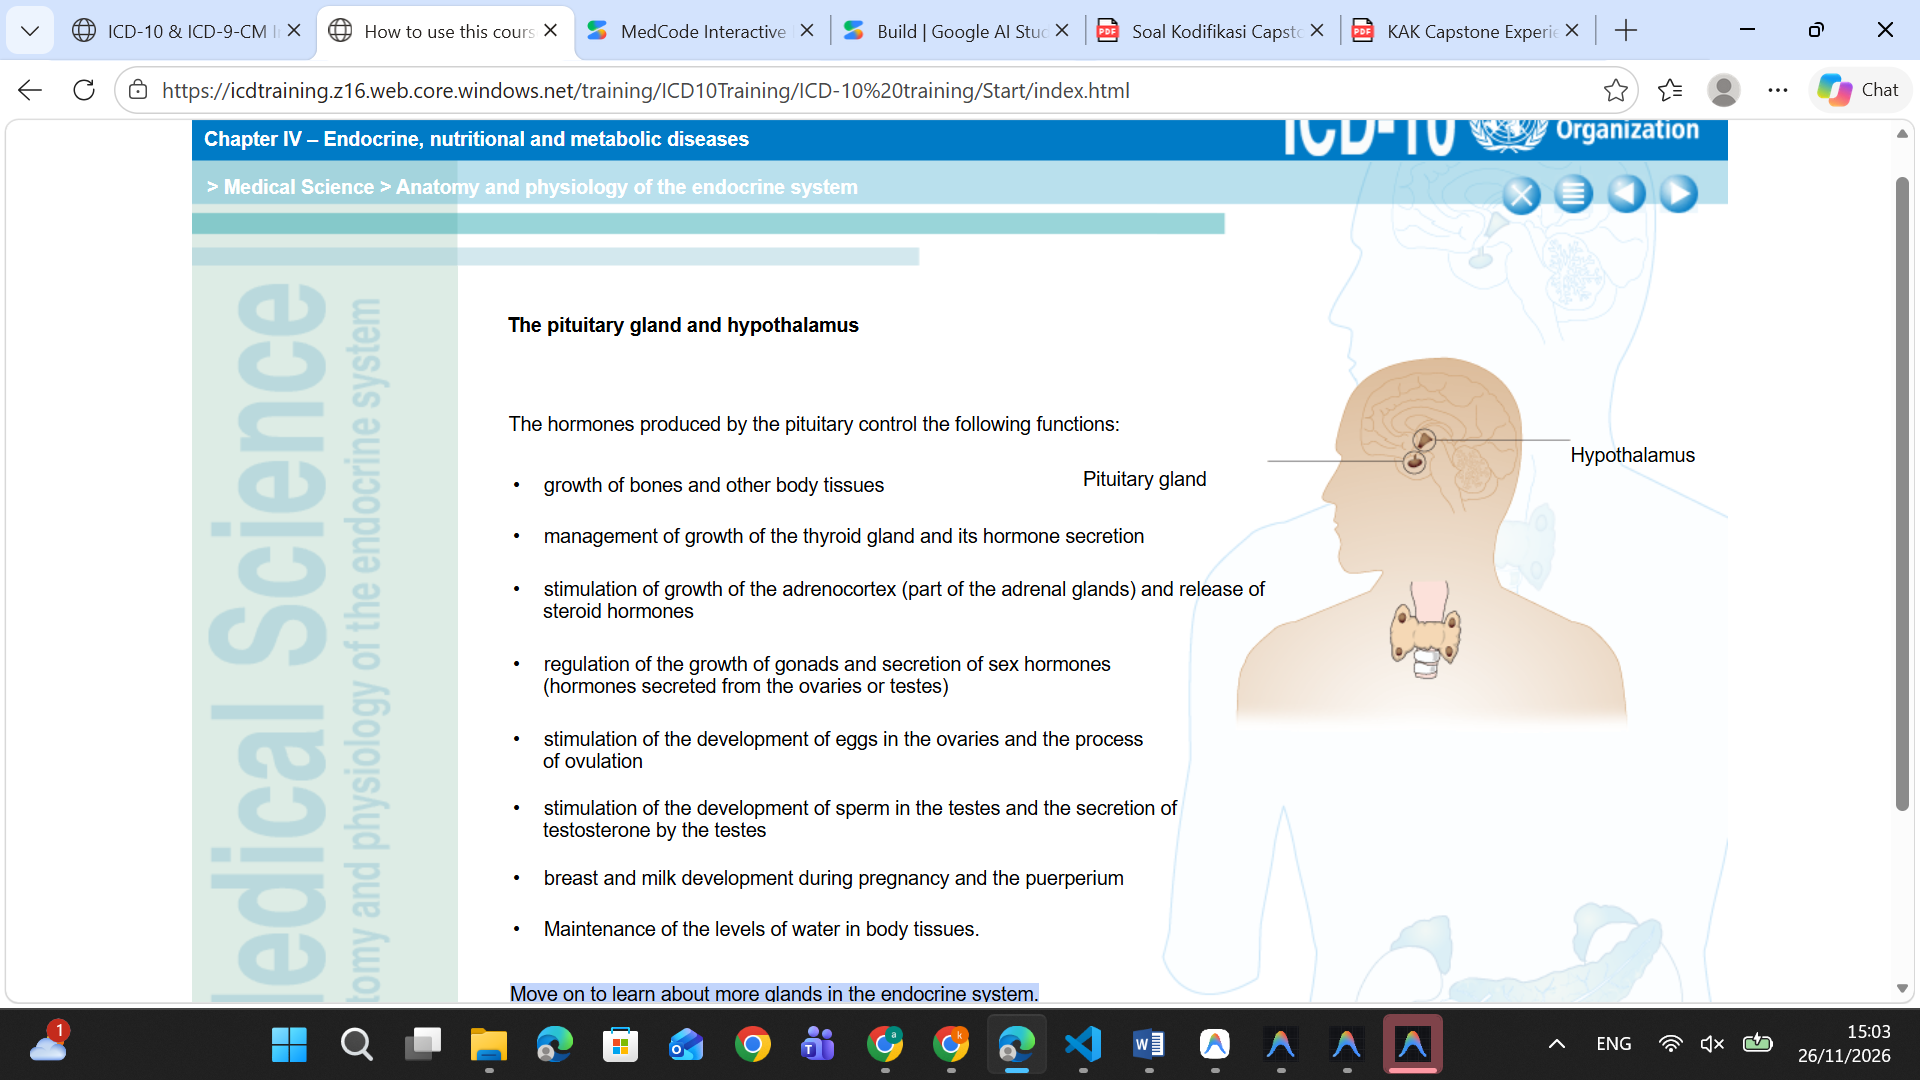 ICD-10 & ICD-9-CM I
How to use this cours
MedCode Interactive
Build | Google AI Stud
Soal Kodifikasi Capsto
KAK Capstone Experie
https://icdtraining.z16.web.core.windows.net/training/ICD10Training/ICD-10%20training/Start/index.html
Chat
Chapter IV – Endocrine, nutritional and metabolic diseases
ICD-10
Organization
> Medical Science > Anatomy and physiology of the endocrine system
edical Science
tomy and physiology of the endocrine system
The pituitary gland and hypothalamus
The hormones produced by the pituitary control the following functions:
Hypothalamus
Pituitary gland
• growth of bones and other body tissues
• management of growth of the thyroid gland and its hormone secretion
• stimulation of growth of the adrenocortex (part of the adrenal glands) and release of
steroid hormones
• regulation of the growth of gonads and secretion of sex hormones
(hormones secreted from the ovaries or testes)
• stimulation of the development of eggs in the ovaries and the process
of ovulation
• stimulation of the development of sperm in the testes and the secretion of
testosterone by the testes
• breast and milk development during pregnancy and the puerperium
• Maintenance of the levels of water in body tissues.
Move on to learn about more glands in the endocrine system.
1
ENG
15:03
26/11/2026